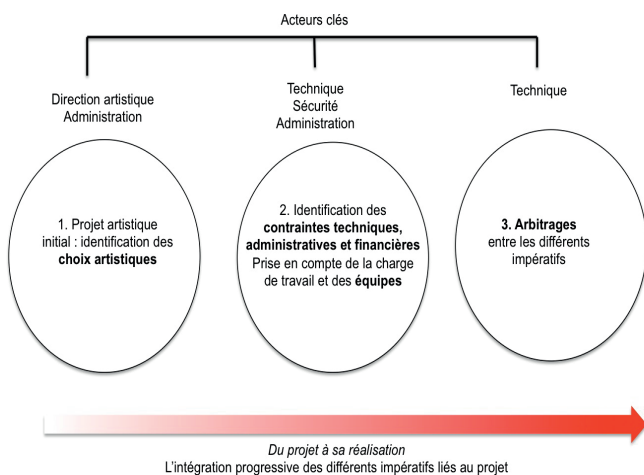 Acteurs clés
Direction artistique
Administration
Technique
Sécurité
Administration
Technique
1. Projet artistique
initial : identification des
choix artistiques
2. Identification des
contraintes techniques,
administratives et financières
Prise en compte de la charge
de travail et des équipes
3. Arbitrages
entre les différents
impératifs
Du projet à sa réalisation
L'intégration progressive des différents impératifs liés au projet